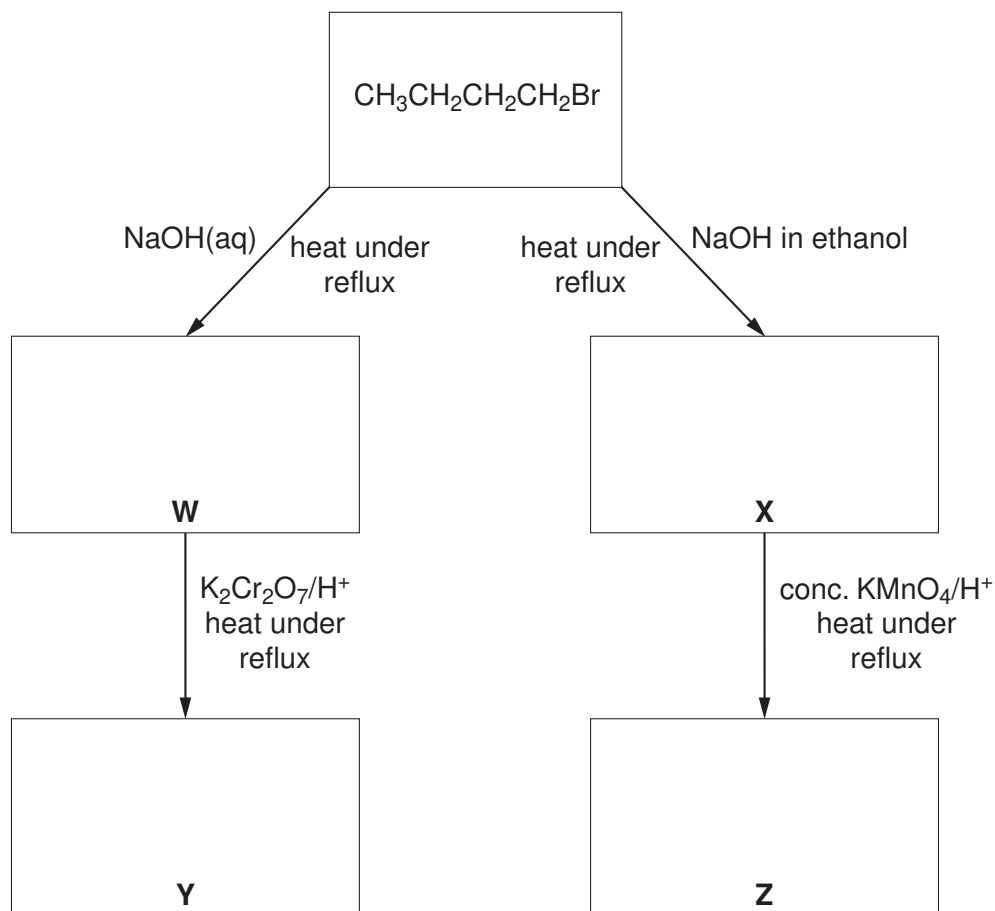 CH₃CH₂CH₂CH₂Br
NaOH(aq)
heat under
reflux
heat under
reflux
NaOH in ethanol
W
X
K₂Cr₂O₇/H⁺
heat under
reflux
conc. KMnO₄/H⁺
heat under
reflux
Y
Z